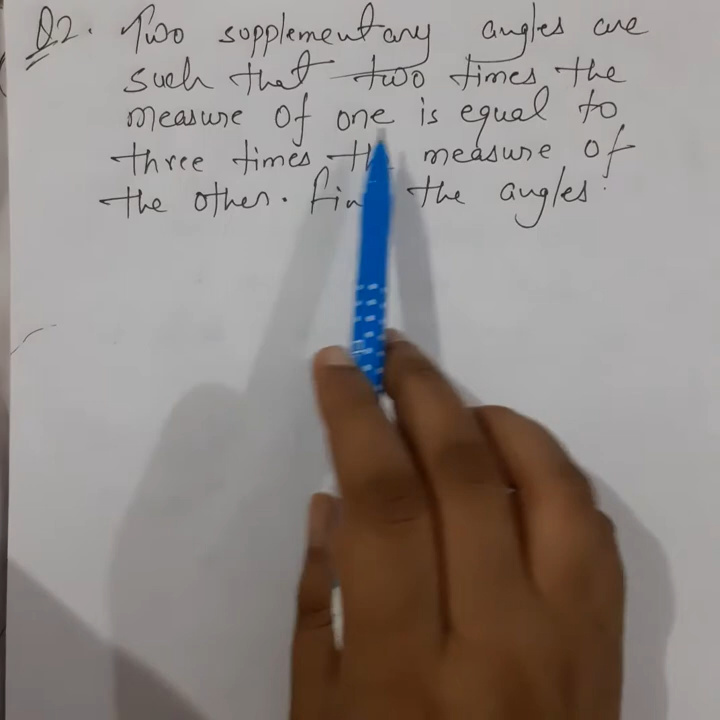 Q2. Two supplementary angles are
such that two times the
measure of one is equal to
three times measure of
the other. the angles.